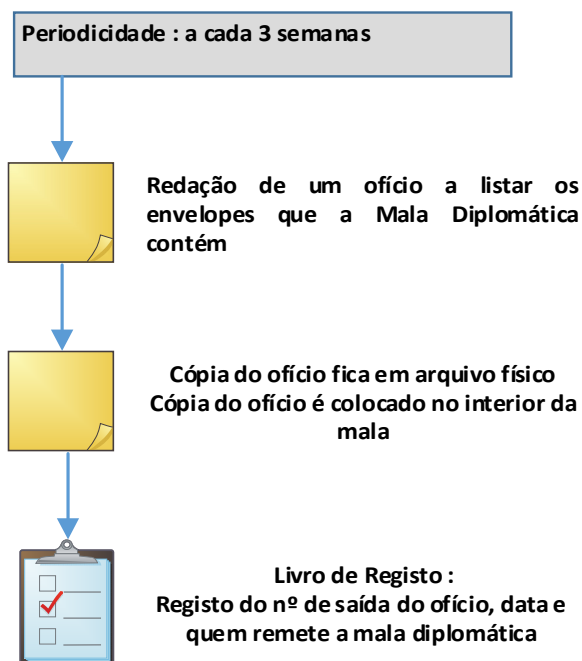 Periodicidade : a cada 3 semanas
Redação de um ofício a listar os
envelopes que a Mala Diplomática
contém
Cópia do ofício fica em arquivo físico
Cópia do ofício é colocado no interior da
mala
Livro de Registo :
Registo do nº de saída do ofício, data e
quem remete a mala diplomática